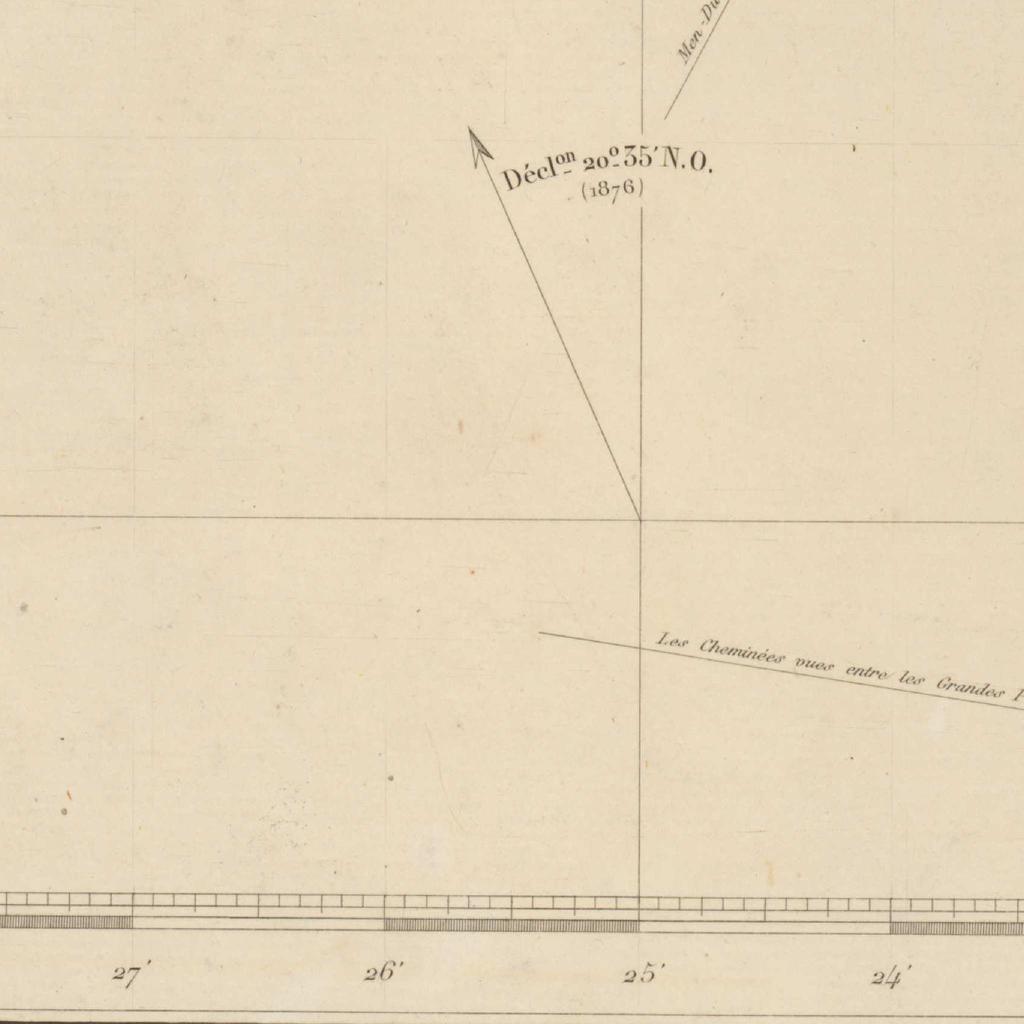 Men-Du
Décl.on 20° 35' N.O.
(1876)
Les Cheminées vues entre les Grandes
27'
26'
25'
24'